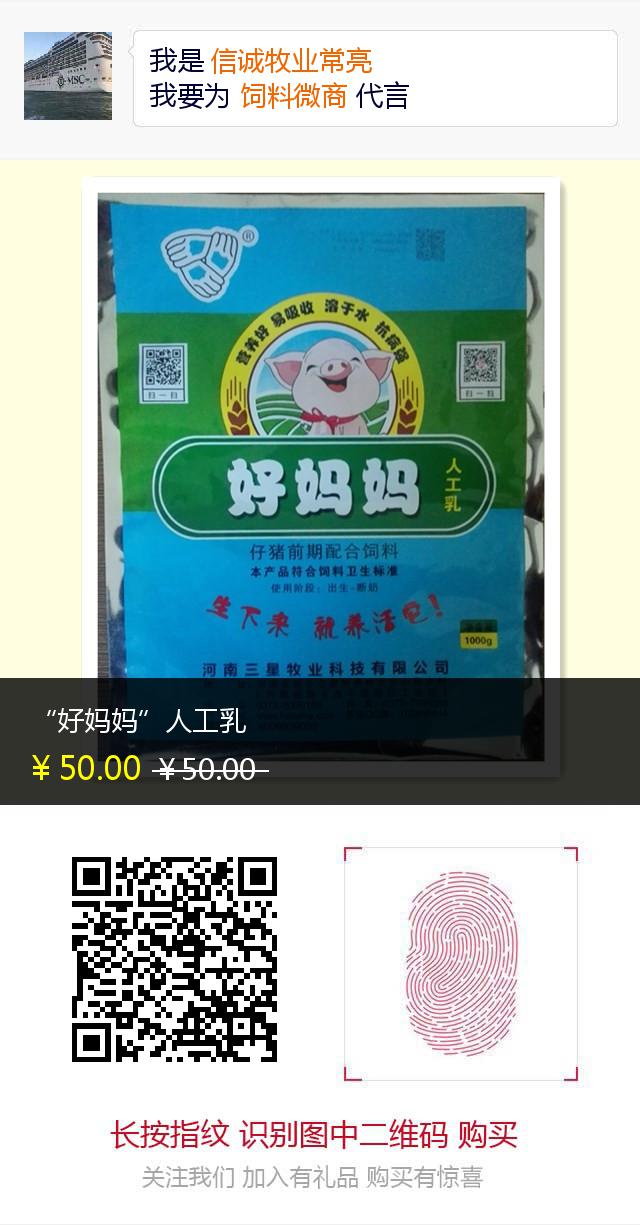 MSC
我是 信诚牧业常亮
我要为 饲料微商 代言
®
营养好 易吸收 溶于水 抗病强
扫一扫
扫一扫
好妈妈
人工乳
仔猪前期配合饲料
本产品符合饲料卫生标准
使用阶段：出生-断奶
生下来 就养活它！
1000g
河南三星牧业科技有限公司
“好妈妈” 人工乳
¥ 50.00 ¥ 50.00
长按指纹 识别图中二维码 购买
关注我们 加入有礼品 购买有惊喜